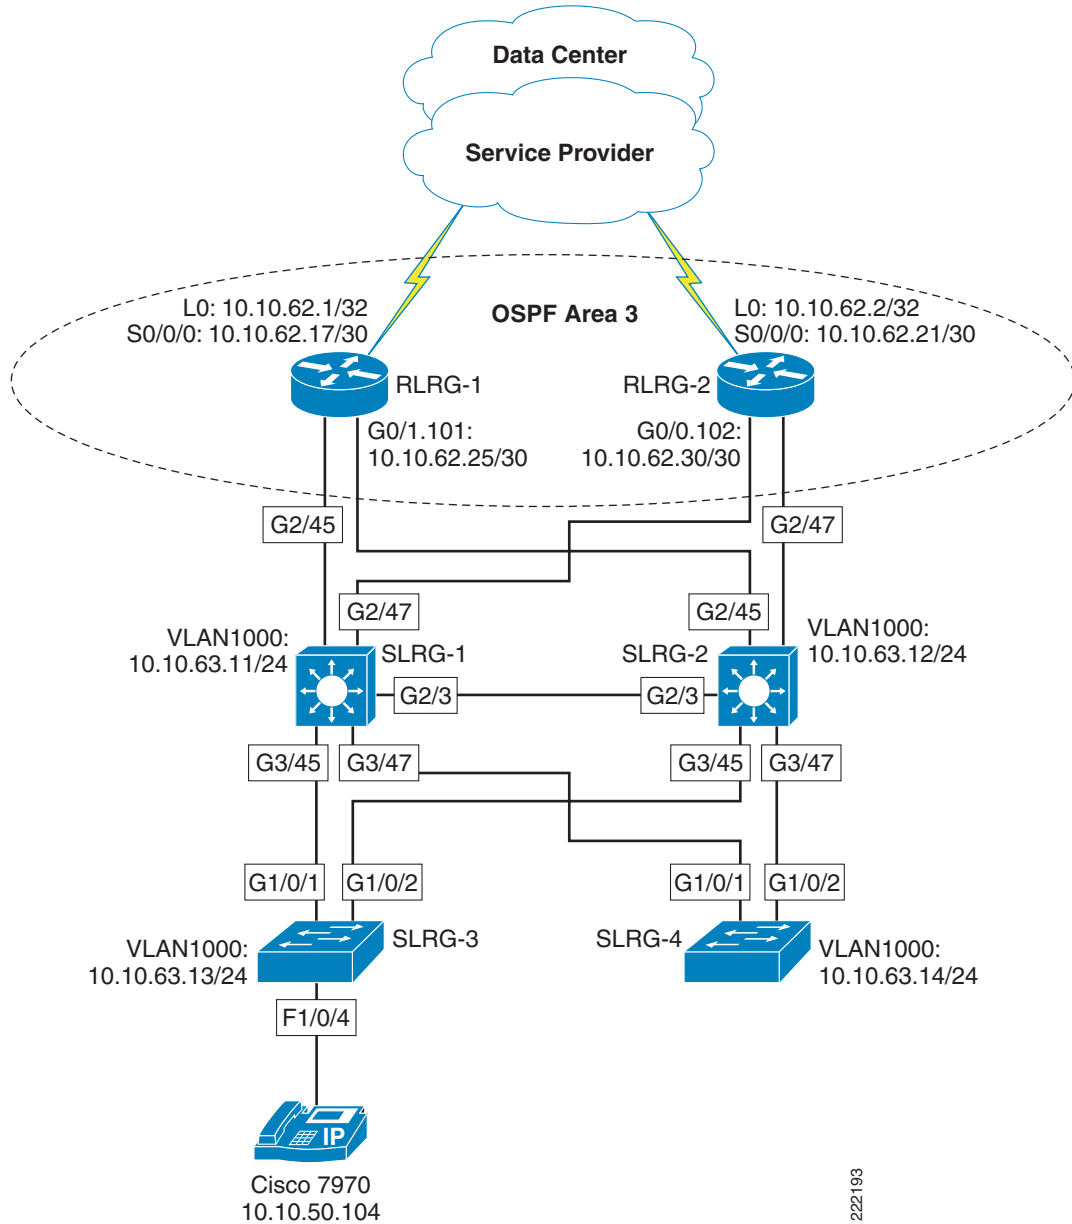 Data Center
Service Provider
OSPF Area 3
L0: 10.10.62.1/32
S0/0/0: 10.10.62.17/30
L0: 10.10.62.2/32
S0/0/0: 10.10.62.21/30
RLRG-1
RLRG-2
G0/1.101:
10.10.62.25/30
G0/0.102:
10.10.62.30/30
G2/45
G2/47
G2/47
G2/45
VLAN1000:
10.10.63.11/24
SLRG-1
SLRG-2
VLAN1000:
10.10.63.12/24
G2/3
G2/3
G3/45
G3/47
G3/45
G3/47
G1/0/1
G1/0/2
G1/0/1
G1/0/2
VLAN1000:
10.10.63.13/24
SLRG-3
SLRG-4
VLAN1000:
10.10.63.14/24
F1/0/4
IP
Cisco 7970
10.10.50.104
222193